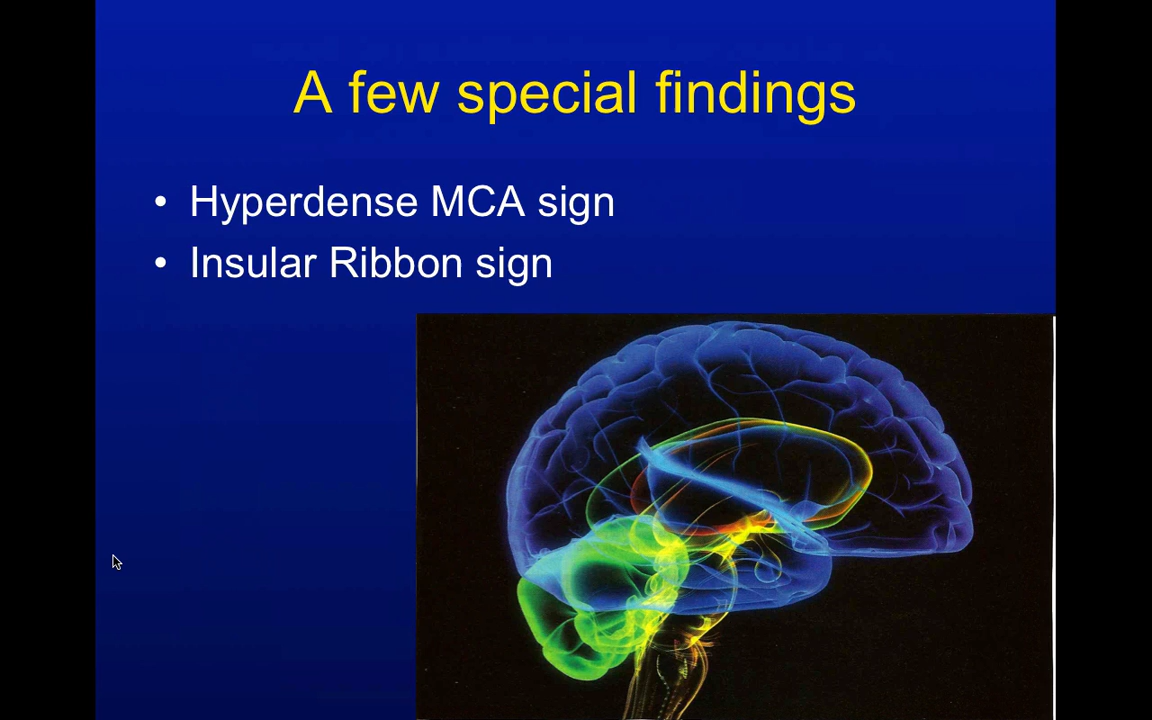 A few special findings
• Hyperdense MCA sign
• Insular Ribbon sign